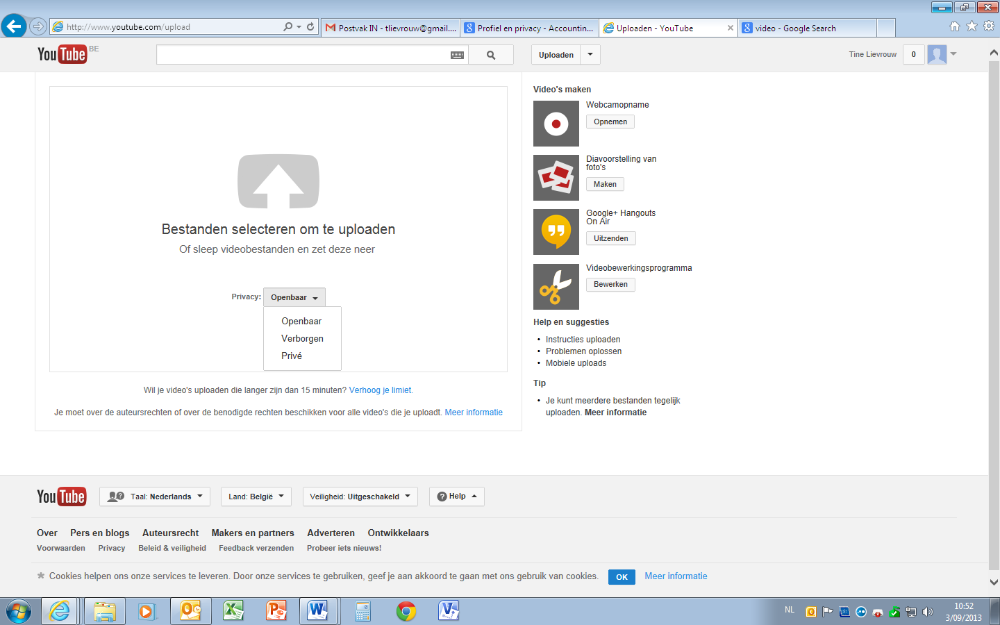 http://www.youtube.com/upload
Postvak IN - tlievrouw@gmail....
Profiel en privacy - Accountin...
Uploaden - YouTube
video - Google Search
YouTube BE
Uploaden
Tine Lievrouw
0
Bestanden selecteren om te uploaden
Of sleep videobestanden en zet deze neer
Privacy: Openbaar
Openbaar
Verborgen
Privé
Wil je video's uploaden die langer zijn dan 15 minuten? Verhoog je limiet.
Je moet over de auteursrechten of over de benodigde rechten beschikken voor alle video's die je uploadt. Meer informatie
Video's maken
Webcamopname
Opnemen
Diavoorstelling van
foto's
Maken
Google+ Hangouts
On Air
Uitzenden
Videobewerkingsprogramma
Bewerken
Help en suggesties
• Instructies uploaden
• Problemen oplossen
• Mobiele uploads
Tip
• Je kunt meerdere bestanden tegelijk
uploaden. Meer informatie
YouTube
Taal: Nederlands
Land: België
Veiligheid: Uitgeschakeld
Help
Over Pers en blogs Auteursrecht Makers en partners Adverteren Ontwikkelaars
Voorwaarden Privacy Beleid & veiligheid Feedback verzenden Probeer iets nieuws!
* Cookies helpen ons onze services te leveren. Door onze services te gebruiken, geef je aan akkoord te gaan met ons gebruik van cookies. OK Meer informatie
NL
10:52
3/09/2013